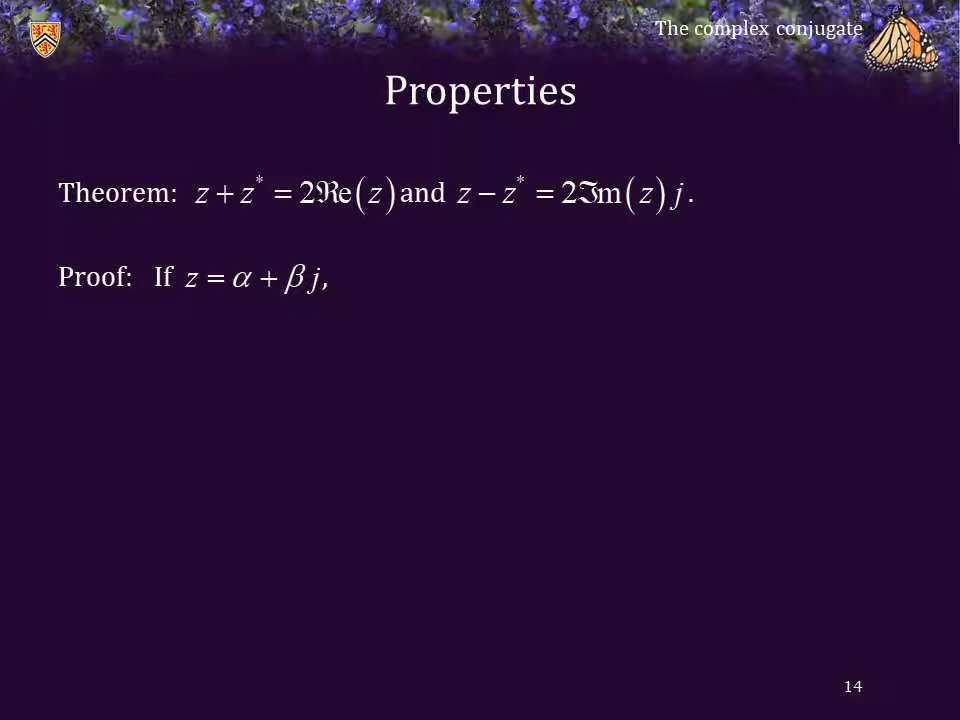 The complex conjugate
Properties
Theorem: z + z* = 2ℜe(z) and z − z* = 2ℑm(z) j.
Proof: If z = α + β j,
14